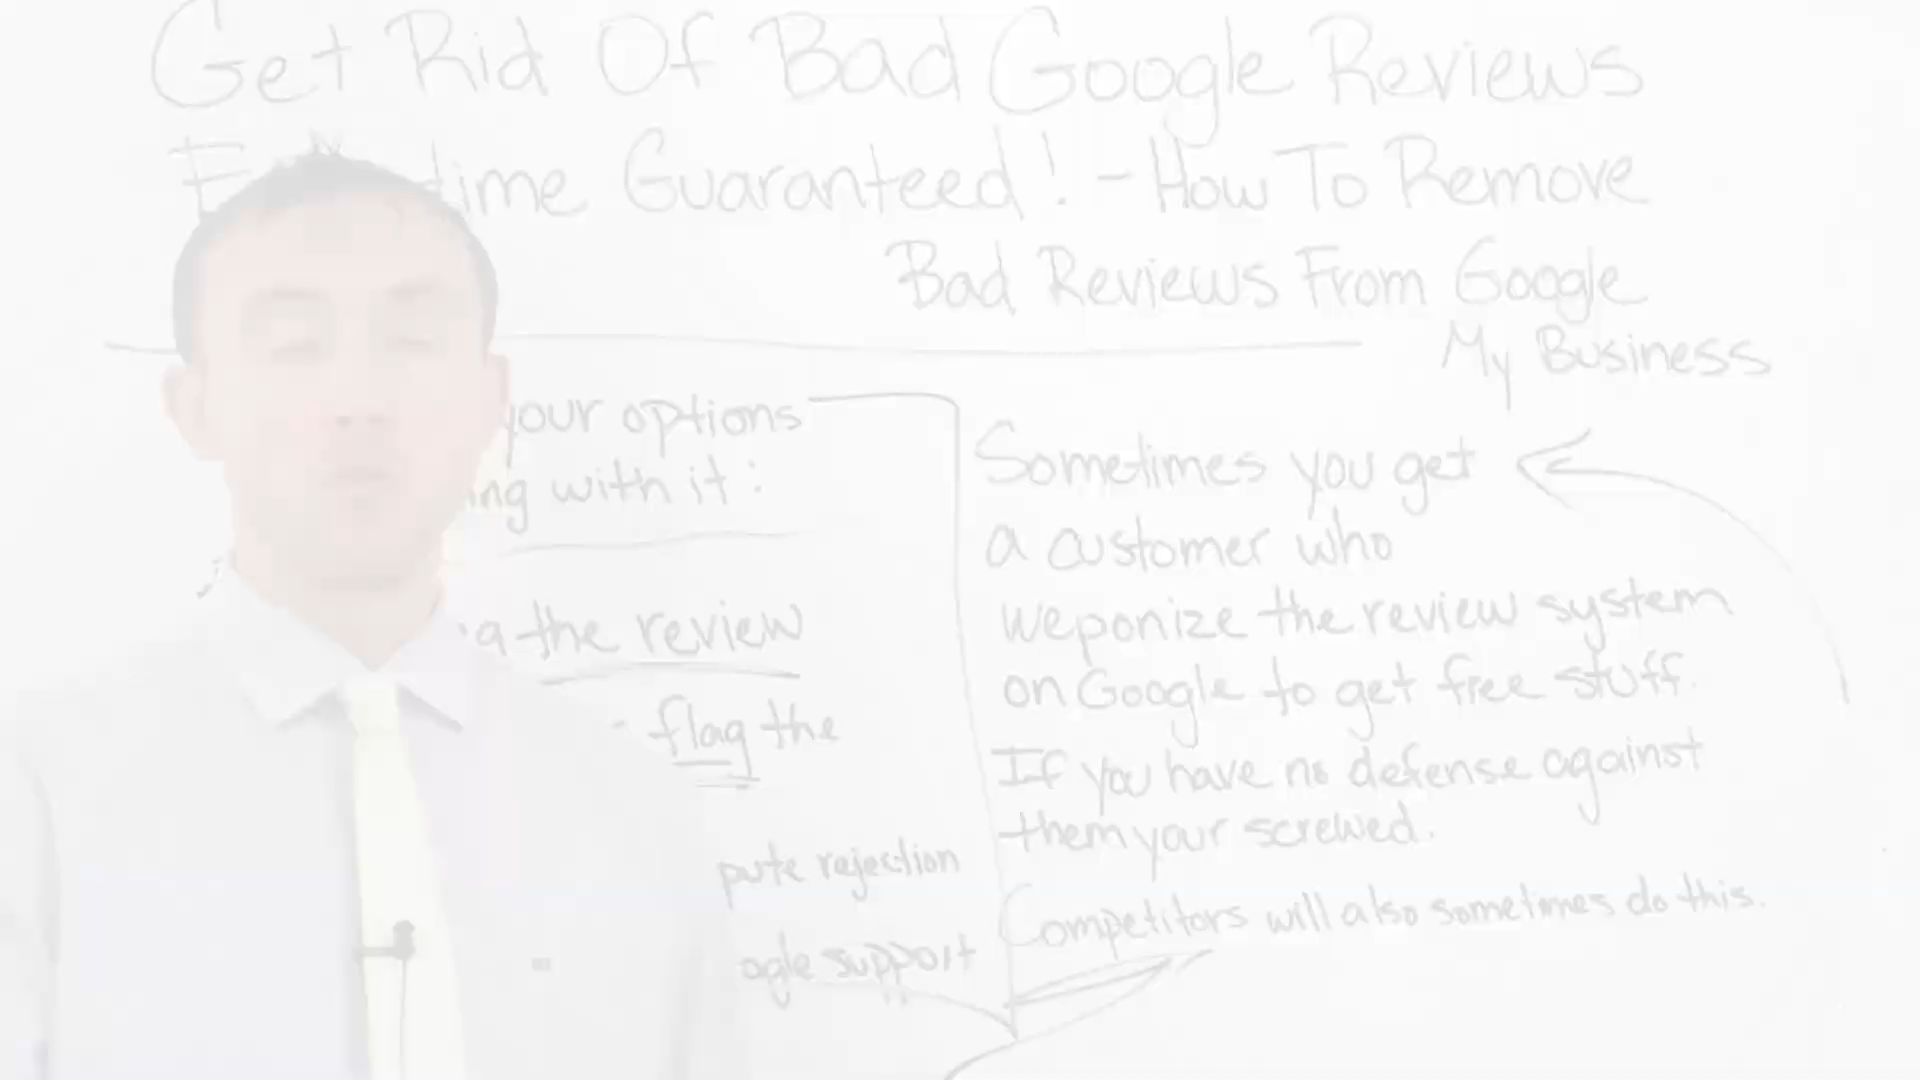 Get Rid Of Bad Google Reviews
time Guaranteed! - How To Remove
Bad Reviews From Google
My Business
your options
ing with it:
the review
- flag the
pute rejection
ogle support
Sometimes you get
a customer who
weponize the review system
on Google to get free stuff.
If you have no defense against
them your screwed.
Competitors will also sometimes do this.